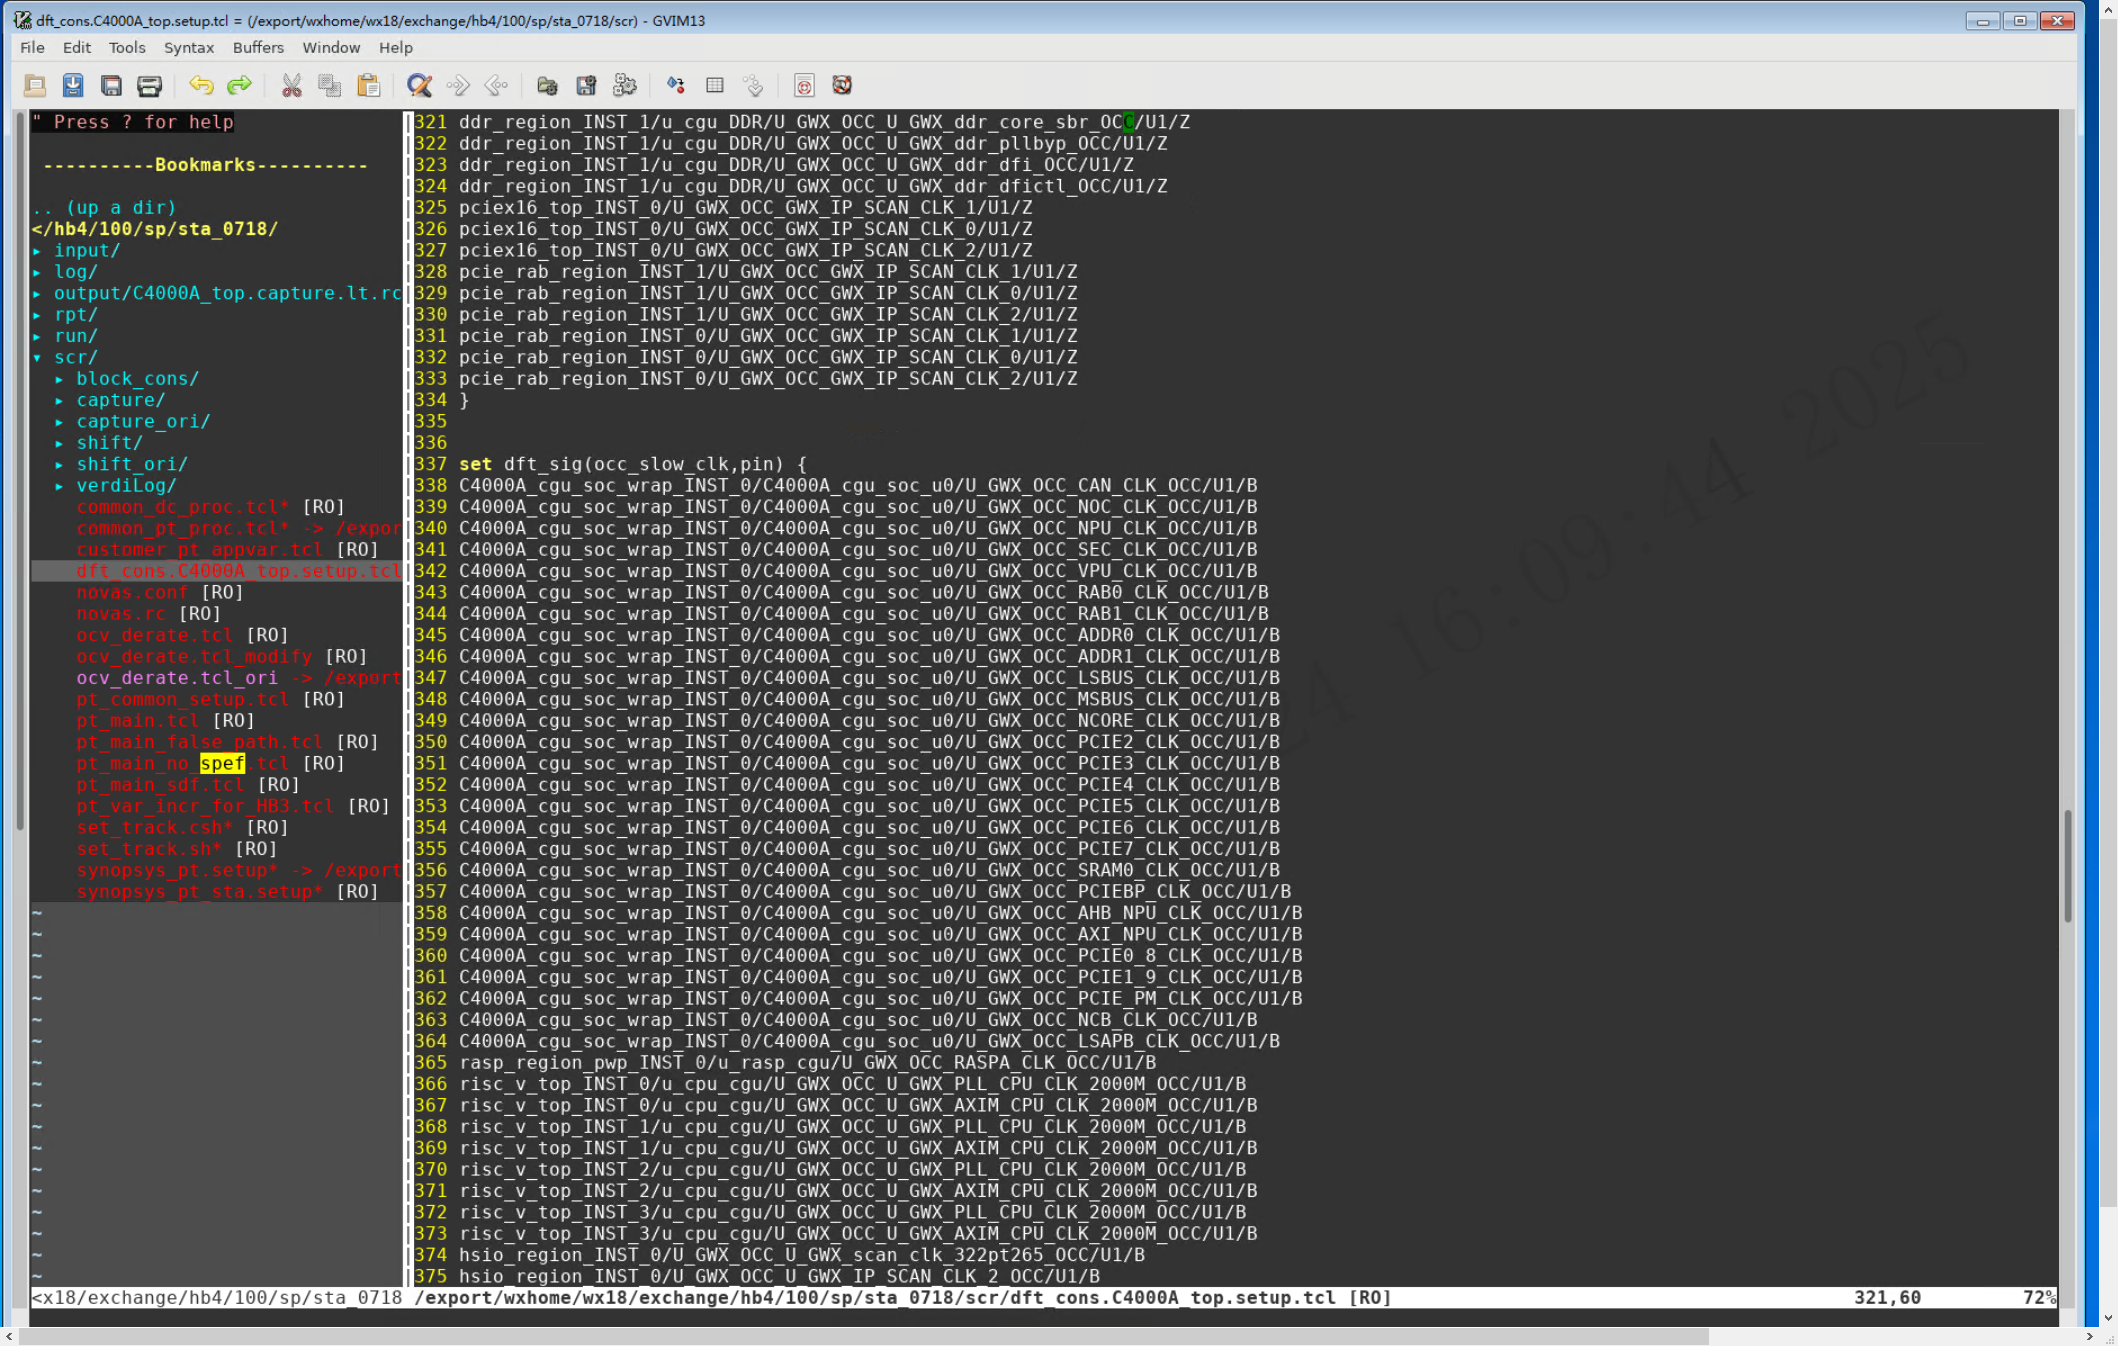 dft_cons.C4000A_top.setup.tcl = (/export/wxhome/wx18/exchange/hb4/100/sp/sta_0718/scr) - GVIM13
File Edit Tools Syntax Buffers Window Help
" Press ? for help
----------Bookmarks----------
.. (up a dir)
</hb4/100/sp/sta_0718/
▸ input/
▸ log/
▸ output/C4000A_top.capture.lt.rc
▸ rpt/
▸ run/
▾ scr/
▸ block_cons/
▸ capture/
▸ capture_ori/
▸ shift/
▸ shift_ori/
▸ verdiLog/
common_dc_proc.tcl* [RO]
common_pt_proc.tcl* -> /expor
customer_pt_appvar.tcl [RO]
dft_cons.C4000A_top.setup.tcl
novas.conf [RO]
novas.rc [RO]
ocv_derate.tcl [RO]
ocv_derate.tcl_modify [RO]
ocv_derate.tcl_ori -> /export
pt_common_setup.tcl [RO]
pt_main.tcl [RO]
pt_main_false_path.tcl [RO]
pt_main_no_spef.tcl [RO]
pt_main_sdf.tcl [RO]
pt_var_incr_for_HB3.tcl [RO]
set_track.csh* [RO]
set_track.sh* [RO]
synopsys_pt.setup* -> /export
synopsys_pt_sta.setup* [RO]
321 ddr_region_INST_1/u_cgu_DDR/U_GWX_OCC_U_GWX_ddr_core_sbr_OCC/U1/Z
322 ddr_region_INST_1/u_cgu_DDR/U_GWX_OCC_U_GWX_ddr_pllbyp_OCC/U1/Z
323 ddr_region_INST_1/u_cgu_DDR/U_GWX_OCC_U_GWX_ddr_dfi_OCC/U1/Z
324 ddr_region_INST_1/u_cgu_DDR/U_GWX_OCC_U_GWX_ddr_dfictl_OCC/U1/Z
325 pciex16_top_INST_0/U_GWX_OCC_GWX_IP_SCAN_CLK_1/U1/Z
326 pciex16_top_INST_0/U_GWX_OCC_GWX_IP_SCAN_CLK_0/U1/Z
327 pciex16_top_INST_0/U_GWX_OCC_GWX_IP_SCAN_CLK_2/U1/Z
328 pcie_rab_region_INST_1/U_GWX_OCC_GWX_IP_SCAN_CLK_1/U1/Z
329 pcie_rab_region_INST_1/U_GWX_OCC_GWX_IP_SCAN_CLK_0/U1/Z
330 pcie_rab_region_INST_1/U_GWX_OCC_GWX_IP_SCAN_CLK_2/U1/Z
331 pcie_rab_region_INST_0/U_GWX_OCC_GWX_IP_SCAN_CLK_1/U1/Z
332 pcie_rab_region_INST_0/U_GWX_OCC_GWX_IP_SCAN_CLK_0/U1/Z
333 pcie_rab_region_INST_0/U_GWX_OCC_GWX_IP_SCAN_CLK_2/U1/Z
334 }
335
336
337 set dft_sig(occ_slow_clk,pin) {
338 C4000A_cgu_soc_wrap_INST_0/C4000A_cgu_soc_u0/U_GWX_OCC_CAN_CLK_OCC/U1/B
339 C4000A_cgu_soc_wrap_INST_0/C4000A_cgu_soc_u0/U_GWX_OCC_NOC_CLK_OCC/U1/B
340 C4000A_cgu_soc_wrap_INST_0/C4000A_cgu_soc_u0/U_GWX_OCC_NPU_CLK_OCC/U1/B
341 C4000A_cgu_soc_wrap_INST_0/C4000A_cgu_soc_u0/U_GWX_OCC_SEC_CLK_OCC/U1/B
342 C4000A_cgu_soc_wrap_INST_0/C4000A_cgu_soc_u0/U_GWX_OCC_VPU_CLK_OCC/U1/B
343 C4000A_cgu_soc_wrap_INST_0/C4000A_cgu_soc_u0/U_GWX_OCC_RAB0_CLK_OCC/U1/B
344 C4000A_cgu_soc_wrap_INST_0/C4000A_cgu_soc_u0/U_GWX_OCC_RAB1_CLK_OCC/U1/B
345 C4000A_cgu_soc_wrap_INST_0/C4000A_cgu_soc_u0/U_GWX_OCC_ADDR0_CLK_OCC/U1/B
346 C4000A_cgu_soc_wrap_INST_0/C4000A_cgu_soc_u0/U_GWX_OCC_ADDR1_CLK_OCC/U1/B
347 C4000A_cgu_soc_wrap_INST_0/C4000A_cgu_soc_u0/U_GWX_OCC_LSBUS_CLK_OCC/U1/B
348 C4000A_cgu_soc_wrap_INST_0/C4000A_cgu_soc_u0/U_GWX_OCC_MSBUS_CLK_OCC/U1/B
349 C4000A_cgu_soc_wrap_INST_0/C4000A_cgu_soc_u0/U_GWX_OCC_NCORE_CLK_OCC/U1/B
350 C4000A_cgu_soc_wrap_INST_0/C4000A_cgu_soc_u0/U_GWX_OCC_PCIE2_CLK_OCC/U1/B
351 C4000A_cgu_soc_wrap_INST_0/C4000A_cgu_soc_u0/U_GWX_OCC_PCIE3_CLK_OCC/U1/B
352 C4000A_cgu_soc_wrap_INST_0/C4000A_cgu_soc_u0/U_GWX_OCC_PCIE4_CLK_OCC/U1/B
353 C4000A_cgu_soc_wrap_INST_0/C4000A_cgu_soc_u0/U_GWX_OCC_PCIE5_CLK_OCC/U1/B
354 C4000A_cgu_soc_wrap_INST_0/C4000A_cgu_soc_u0/U_GWX_OCC_PCIE6_CLK_OCC/U1/B
355 C4000A_cgu_soc_wrap_INST_0/C4000A_cgu_soc_u0/U_GWX_OCC_PCIE7_CLK_OCC/U1/B
356 C4000A_cgu_soc_wrap_INST_0/C4000A_cgu_soc_u0/U_GWX_OCC_SRAM0_CLK_OCC/U1/B
357 C4000A_cgu_soc_wrap_INST_0/C4000A_cgu_soc_u0/U_GWX_OCC_PCIEBP_CLK_OCC/U1/B
358 C4000A_cgu_soc_wrap_INST_0/C4000A_cgu_soc_u0/U_GWX_OCC_AHB_NPU_CLK_OCC/U1/B
359 C4000A_cgu_soc_wrap_INST_0/C4000A_cgu_soc_u0/U_GWX_OCC_AXI_NPU_CLK_OCC/U1/B
360 C4000A_cgu_soc_wrap_INST_0/C4000A_cgu_soc_u0/U_GWX_OCC_PCIE0_8_CLK_OCC/U1/B
361 C4000A_cgu_soc_wrap_INST_0/C4000A_cgu_soc_u0/U_GWX_OCC_PCIE1_9_CLK_OCC/U1/B
362 C4000A_cgu_soc_wrap_INST_0/C4000A_cgu_soc_u0/U_GWX_OCC_PCIE_PM_CLK_OCC/U1/B
363 C4000A_cgu_soc_wrap_INST_0/C4000A_cgu_soc_u0/U_GWX_OCC_NCB_CLK_OCC/U1/B
364 C4000A_cgu_soc_wrap_INST_0/C4000A_cgu_soc_u0/U_GWX_OCC_LSAPB_CLK_OCC/U1/B
365 rasp_region_pwp_INST_0/u_rasp_cgu/U_GWX_OCC_RASPA_CLK_OCC/U1/B
366 risc_v_top_INST_0/u_cpu_cgu/U_GWX_OCC_U_GWX_PLL_CPU_CLK_2000M_OCC/U1/B
367 risc_v_top_INST_0/u_cpu_cgu/U_GWX_OCC_U_GWX_AXIM_CPU_CLK_2000M_OCC/U1/B
368 risc_v_top_INST_1/u_cpu_cgu/U_GWX_OCC_U_GWX_PLL_CPU_CLK_2000M_OCC/U1/B
369 risc_v_top_INST_1/u_cpu_cgu/U_GWX_OCC_U_GWX_AXIM_CPU_CLK_2000M_OCC/U1/B
370 risc_v_top_INST_2/u_cpu_cgu/U_GWX_OCC_U_GWX_PLL_CPU_CLK_2000M_OCC/U1/B
371 risc_v_top_INST_2/u_cpu_cgu/U_GWX_OCC_U_GWX_AXIM_CPU_CLK_2000M_OCC/U1/B
372 risc_v_top_INST_3/u_cpu_cgu/U_GWX_OCC_U_GWX_PLL_CPU_CLK_2000M_OCC/U1/B
373 risc_v_top_INST_3/u_cpu_cgu/U_GWX_OCC_U_GWX_AXIM_CPU_CLK_2000M_OCC/U1/B
374 hsio_region_INST_0/U_GWX_OCC_U_GWX_scan_clk_322pt265_OCC/U1/B
375 hsio_region_INST_0/U_GWX_OCC_U_GWX_IP_SCAN_CLK_2_OCC/U1/B
<x18/exchange/hb4/100/sp/sta_0718 /export/wxhome/wx18/exchange/hb4/100/sp/sta_0718/scr/dft_cons.C4000A_top.setup.tcl [RO] 321,60 72%
24 16:09:44 2025